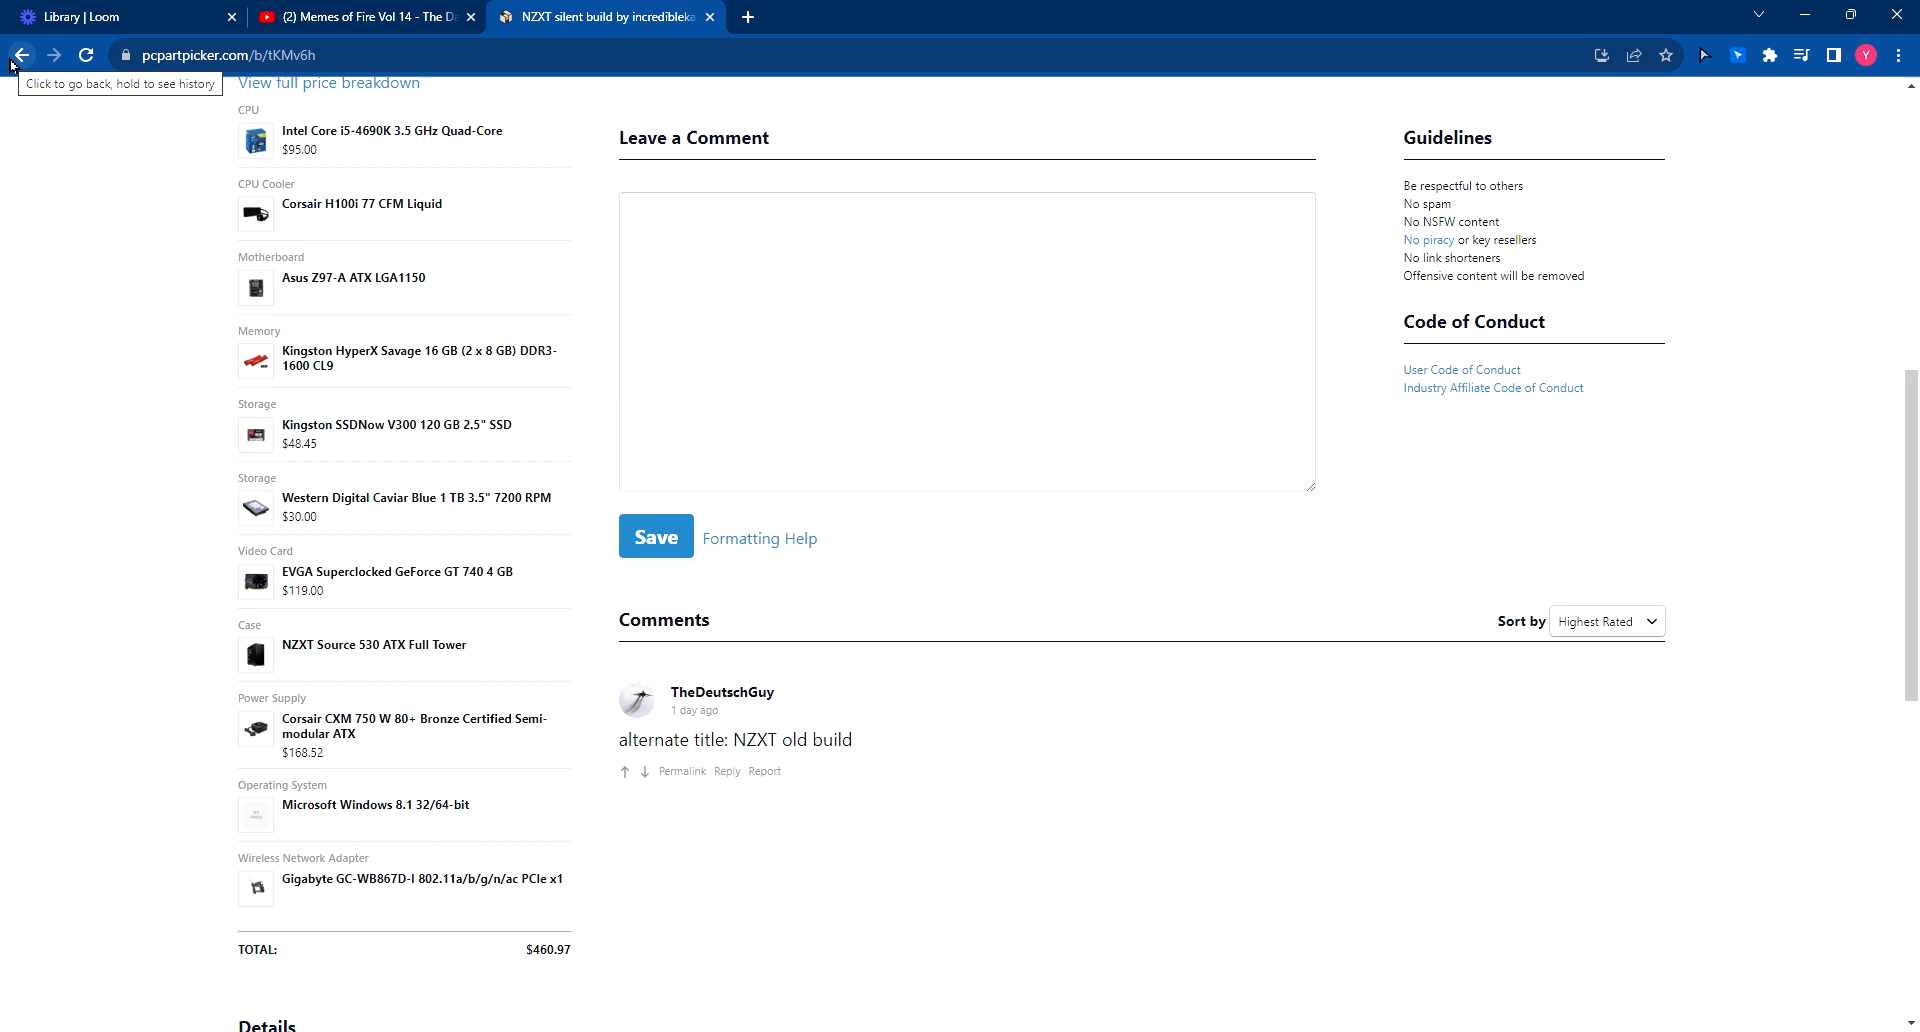 Library | Loom
(2) Memes of Fire Vol 14 - The Da
NZXT silent build by incredibleka
pcpartpicker.com/b/tKMv6h
Y
Click to go back, hold to see history
View full price breakdown
CPU
Intel Core i5-4690K 3.5 GHz Quad-Core
$95.00
CPU Cooler
Corsair H100i 77 CFM Liquid
Motherboard
Asus Z97-A ATX LGA1150
Memory
Kingston HyperX Savage 16 GB (2 x 8 GB) DDR3-
1600 CL9
Storage
Kingston SSDNow V300 120 GB 2.5" SSD
$48.45
Storage
Western Digital Caviar Blue 1 TB 3.5" 7200 RPM
$30.00
Video Card
EVGA Superclocked GeForce GT 740 4 GB
$119.00
Case
NZXT Source 530 ATX Full Tower
Power Supply
Corsair CXM 750 W 80+ Bronze Certified Semi-
modular ATX
$168.52
Operating System
Microsoft Windows 8.1 32/64-bit
Wireless Network Adapter
Gigabyte GC-WB867D-I 802.11a/b/g/n/ac PCIe x1
TOTAL: $460.97
Details
Leave a Comment
Save Formatting Help
Comments
Sort by Highest Rated
TheDeutschGuy
1 day ago
alternate title: NZXT old build
Permalink Reply Report
Guidelines
Be respectful to others
No spam
No NSFW content
No piracy or key resellers
No link shorteners
Offensive content will be removed
Code of Conduct
User Code of Conduct
Industry Affiliate Code of Conduct